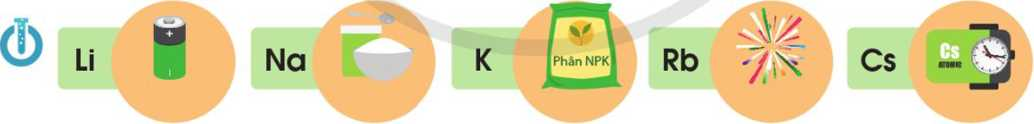 Li
+
Na
K
Phân NPK
Rb
Cs
Cs
ATOMIC